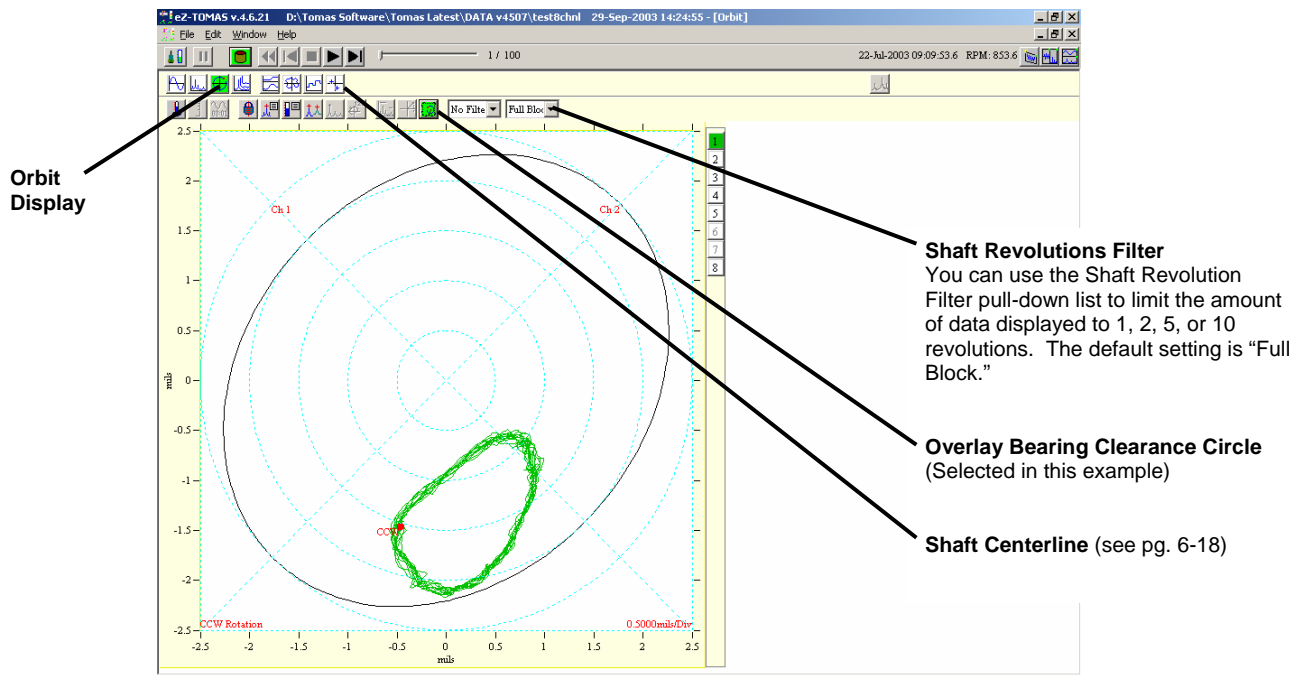 eZ-TOMAS v.4.6.21 D:\Tomas Software\Tomas Latest\DATA v4507\test8chnl 29-Sep-2003 14:24:55 - [Orbit]
File Edit Window Help
1 / 100
22-Jul-2003 09:09:53.6 RPM: 853.6
No Filte
Full Bloc
Orbit
Display
2.5
2
1.5
1
0.5
0
-0.5
-1
-1.5
-2
-2.5
mils
Ch 1
Ch 2
CCW
CCW Rotation
0.5000mils/Div
-2.5 -2 -1.5 -1 -0.5 0 0.5 1 1.5 2 2.5
mils
1
2
3
4
5
6
7
8
Shaft Revolutions Filter
You can use the Shaft Revolution
Filter pull-down list to limit the amount
of data displayed to 1, 2, 5, or 10
revolutions. The default setting is “Full
Block.”
Overlay Bearing Clearance Circle
(Selected in this example)
Shaft Centerline (see pg. 6-18)